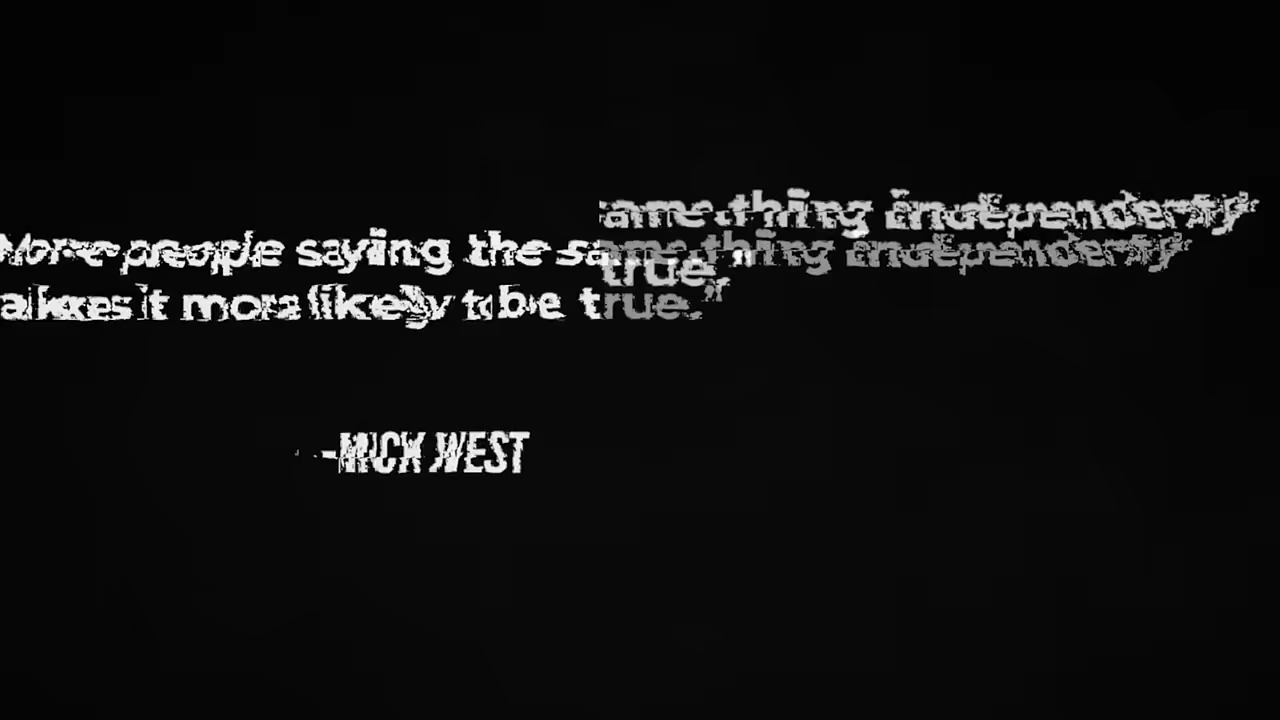 More people saying the same thing independently
makes it more likely to be true."
-MICK WEST